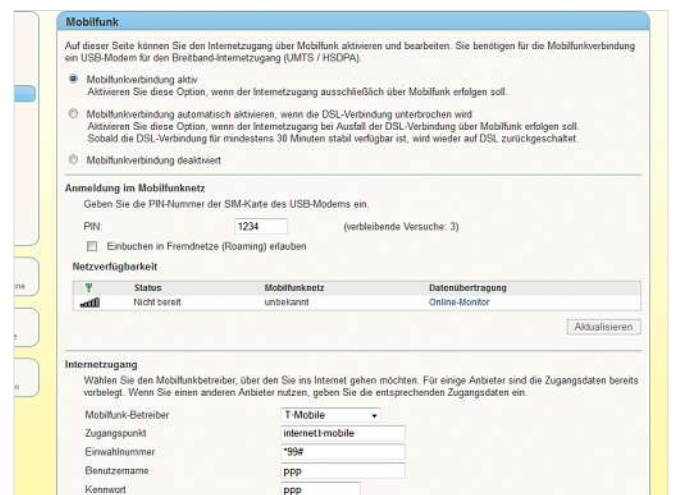 Mobilfunk
Auf dieser Seite können Sie den Internetzugang über Mobilfunk aktivieren und bearbeiten. Sie benötigen für die Mobilfunkverbindung
ein USB-Modem für den Breitband-Internetzugang (UMTS / HSDPA).
Mobilfunkverbindung aktiv
Aktivieren Sie diese Option, wenn der Internetzugang ausschließlich über Mobilfunk erfolgen soll.
Mobilfunkverbindung automatisch aktivieren, wenn die DSL-Verbindung unterbrochen wird
Aktivieren Sie diese Option, wenn der Internetzugang bei Ausfall der DSL-Verbindung über Mobilfunk erfolgen soll.
Sobald die DSL-Verbindung für mindestens 30 Minuten stabil verfügbar ist, wird wieder auf DSL zurückgeschaltet.
Mobilfunkverbindung deaktiviert
Anmeldung im Mobilfunknetz
Geben Sie die PIN-Nummer der SIM-Karte des USB-Modems ein.
PIN: 1234 (verbleibende Versuche: 3)
Einbuchen in Fremdnetze (Roaming) erlauben
Netzverfügbarkeit
Status Mobilfunknetz Datenübertragung
Nicht bereit unbekannt Online-Monitor
Aktualisieren
Internetzugang
Wählen Sie den Mobilfunkbetreiber, über den Sie ins Internet gehen möchten. Für einige Anbieter sind die Zugangsdaten bereits
vorbelegt. Wenn Sie einen anderen Anbieter nutzen, geben Sie die entsprechenden Zugangsdaten ein.
Mobilfunk-Betreiber T-Mobile
Zugangspunkt internet.t-mobile
Einwahlnummer *99#
Benutzername ppp
Kennwort ppp